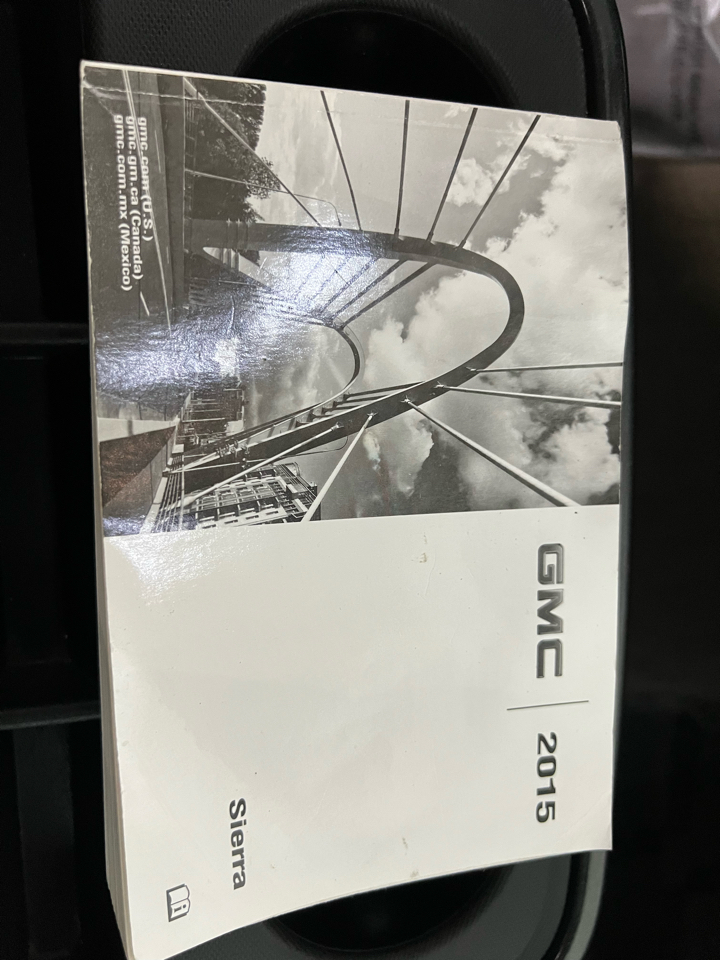 gmc.com (U.S.)
gmc.gm.ca (Canada)
gmc.com.mx (Mexico)
GMC | 2015
Sierra